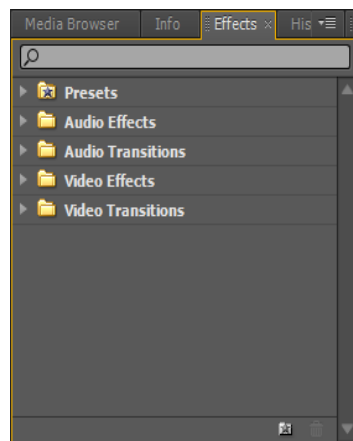 Media Browser Info Effects × His
Presets
Audio Effects
Audio Transitions
Video Effects
Video Transitions